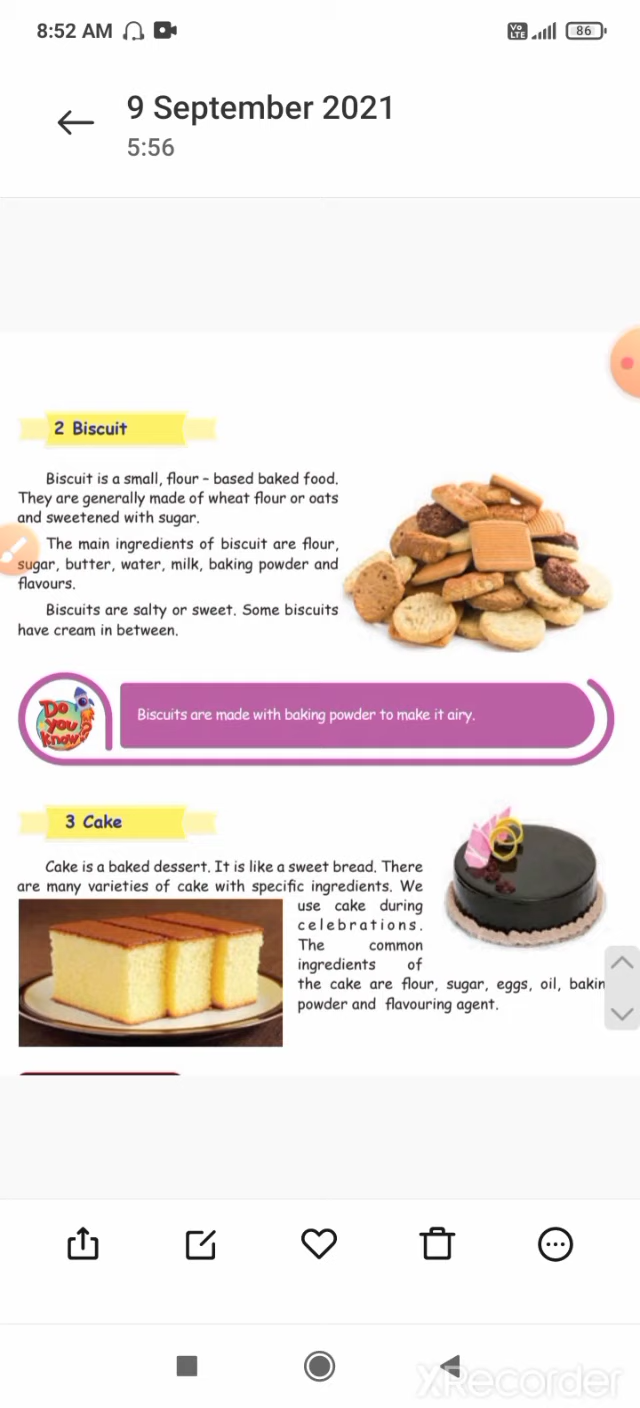 8:52 AM
Vo LTE
86
9 September 2021
5:56
2 Biscuit
Biscuit is a small, flour - based baked food.
They are generally made of wheat flour or oats
and sweetened with sugar.
The main ingredients of biscuit are flour,
sugar, butter, water, milk, baking powder and
flavours.
Biscuits are salty or sweet. Some biscuits
have cream in between.
Do
you
know?
Biscuits are made with baking powder to make it airy.
3 Cake
Cake is a baked dessert. It is like a sweet bread. There
are many varieties of cake with specific ingredients. We
use cake during
celebrations.
The common
ingredients of
the cake are flour, sugar, eggs, oil, bakin
powder and flavouring agent.
XRecorder